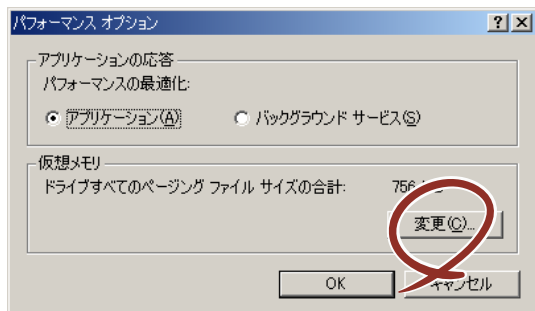 パフォーマンス オプション
アプリケーションの応答
パフォーマンスの最適化:
アプリケーション(A) バックグラウンド サービス(S)
仮想メモリ
ドライブすべてのページング ファイル サイズの合計: 756
変更(C)...
OK キャンセル